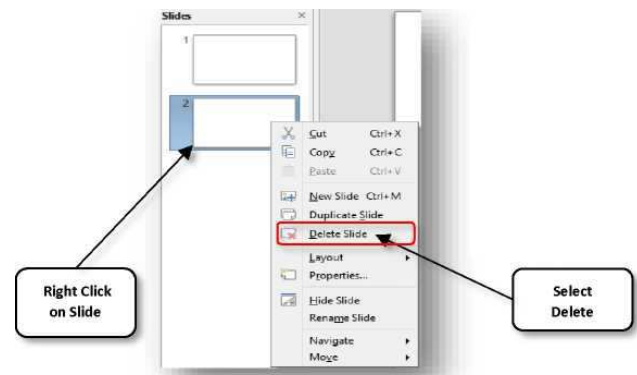 Slides ×
1
2
Cut Ctrl+X
Copy Ctrl+C
Paste Ctrl+V
New Slide Ctrl+M
Duplicate Slide
Delete Slide
Layout
Properties...
Hide Slide
Rename Slide
Navigate
Move
Right Click
on Slide
Select
Delete